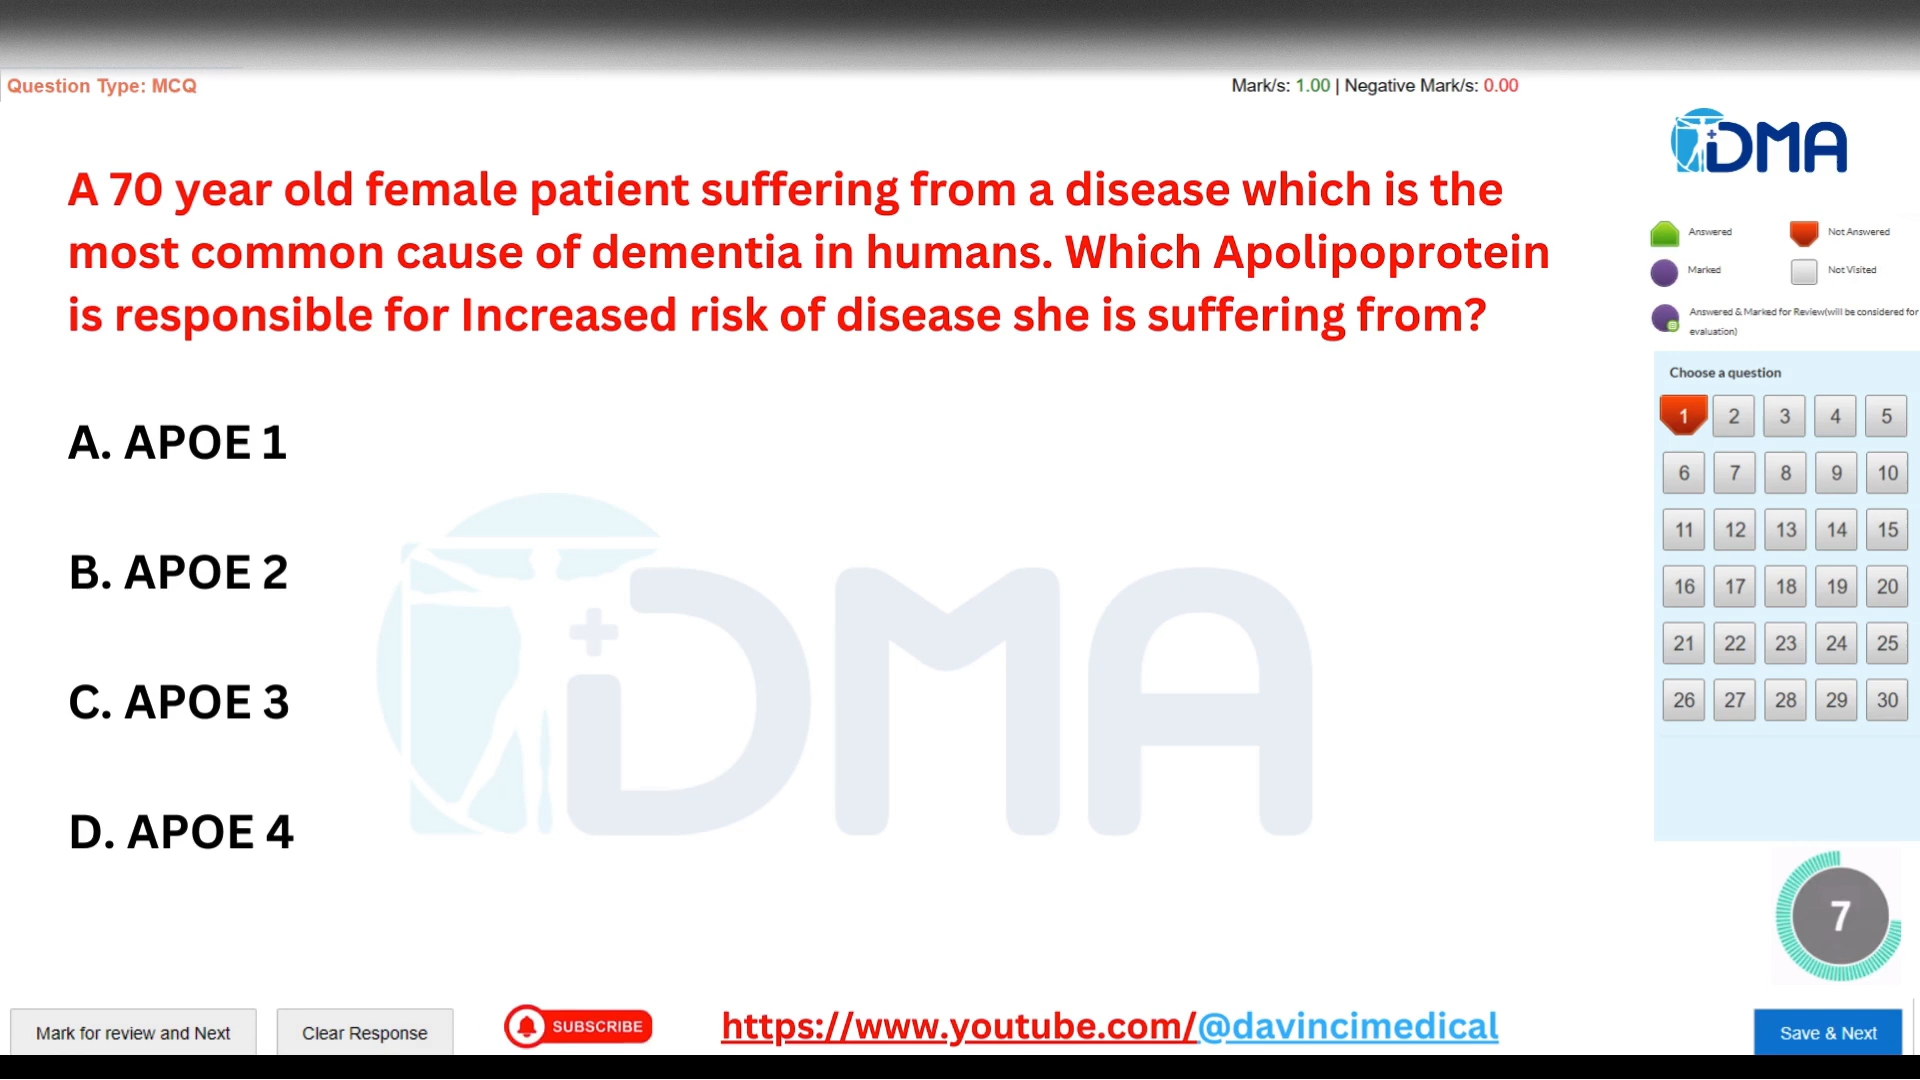 Question Type: MCQ
Mark/s: 1.00 | Negative Mark/s: 0.00
DMA
A 70 year old female patient suffering from a disease which is the
most common cause of dementia in humans. Which Apolipoprotein
is responsible for Increased risk of disease she is suffering from?
A. APOE 1
B. APOE 2
C. APOE 3
D. APOE 4
DMA
Answered
Not Answered
Marked
Not Visited
Answered & Marked for Review(will be considered for
evaluation)
Choose a question
1 2 3 4 5
6 7 8 9 10
11 12 13 14 15
16 17 18 19 20
21 22 23 24 25
26 27 28 29 30
7
Mark for review and Next
Clear Response
SUBSCRIBE
https://www.youtube.com/@davincimedical
Save & Next